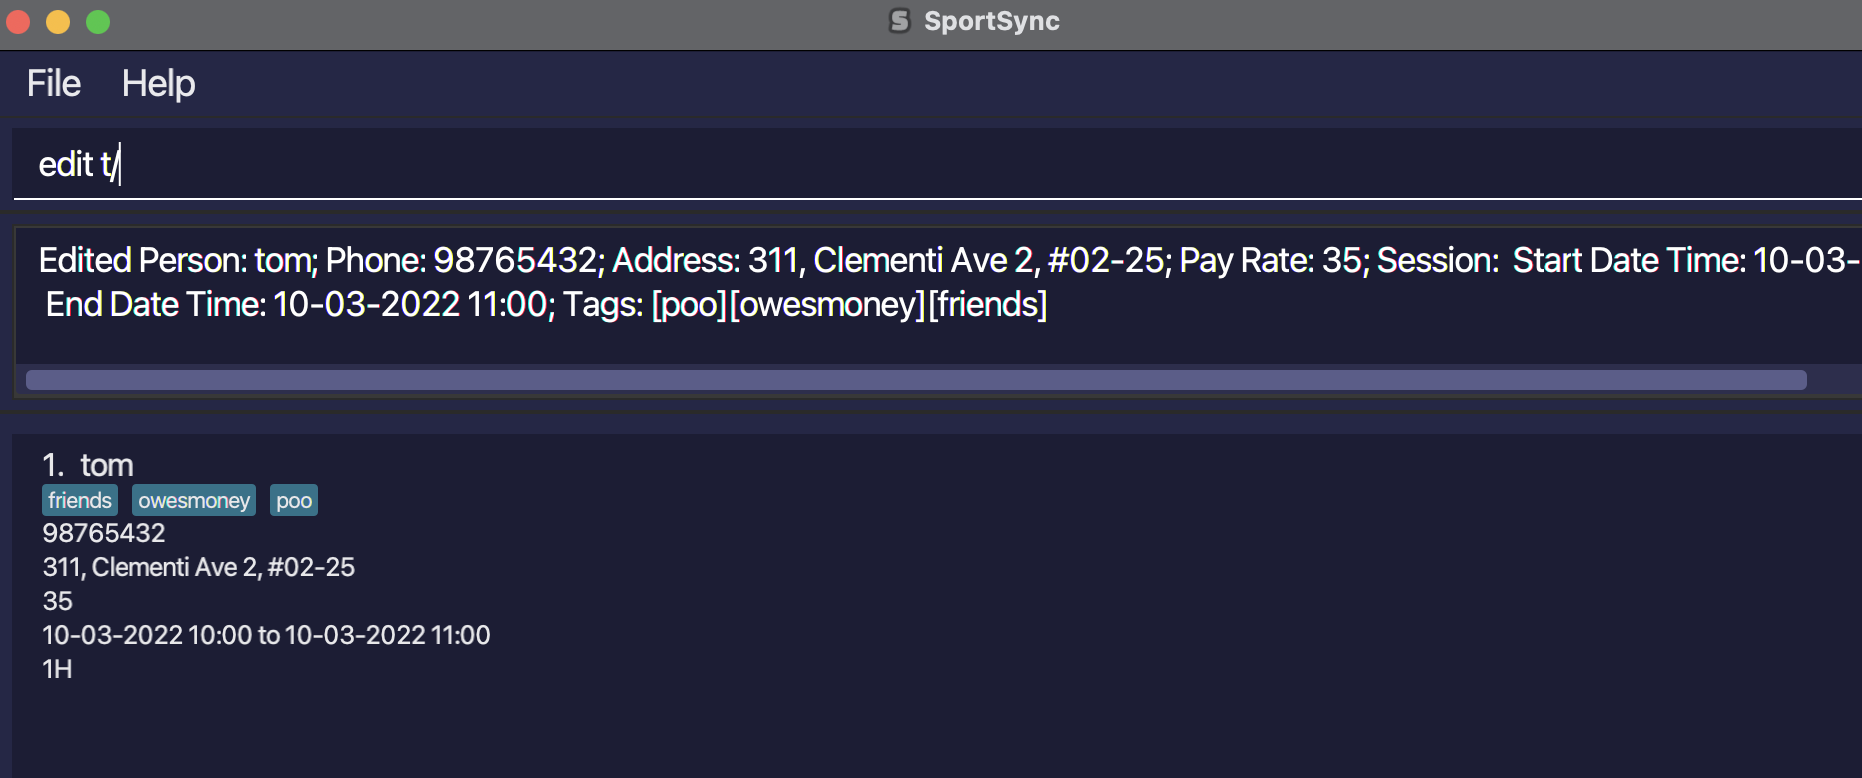 SportSync
File Help
edit t/
Edited Person: tom; Phone: 98765432; Address: 311, Clementi Ave 2, #02-25; Pay Rate: 35; Session:  Start Date Time: 10-03-
End Date Time: 10-03-2022 11:00; Tags: [poo][owesmoney][friends]
1. tom
friends owesmoney poo
98765432
311, Clementi Ave 2, #02-25
35
10-03-2022 10:00 to 10-03-2022 11:00
1H